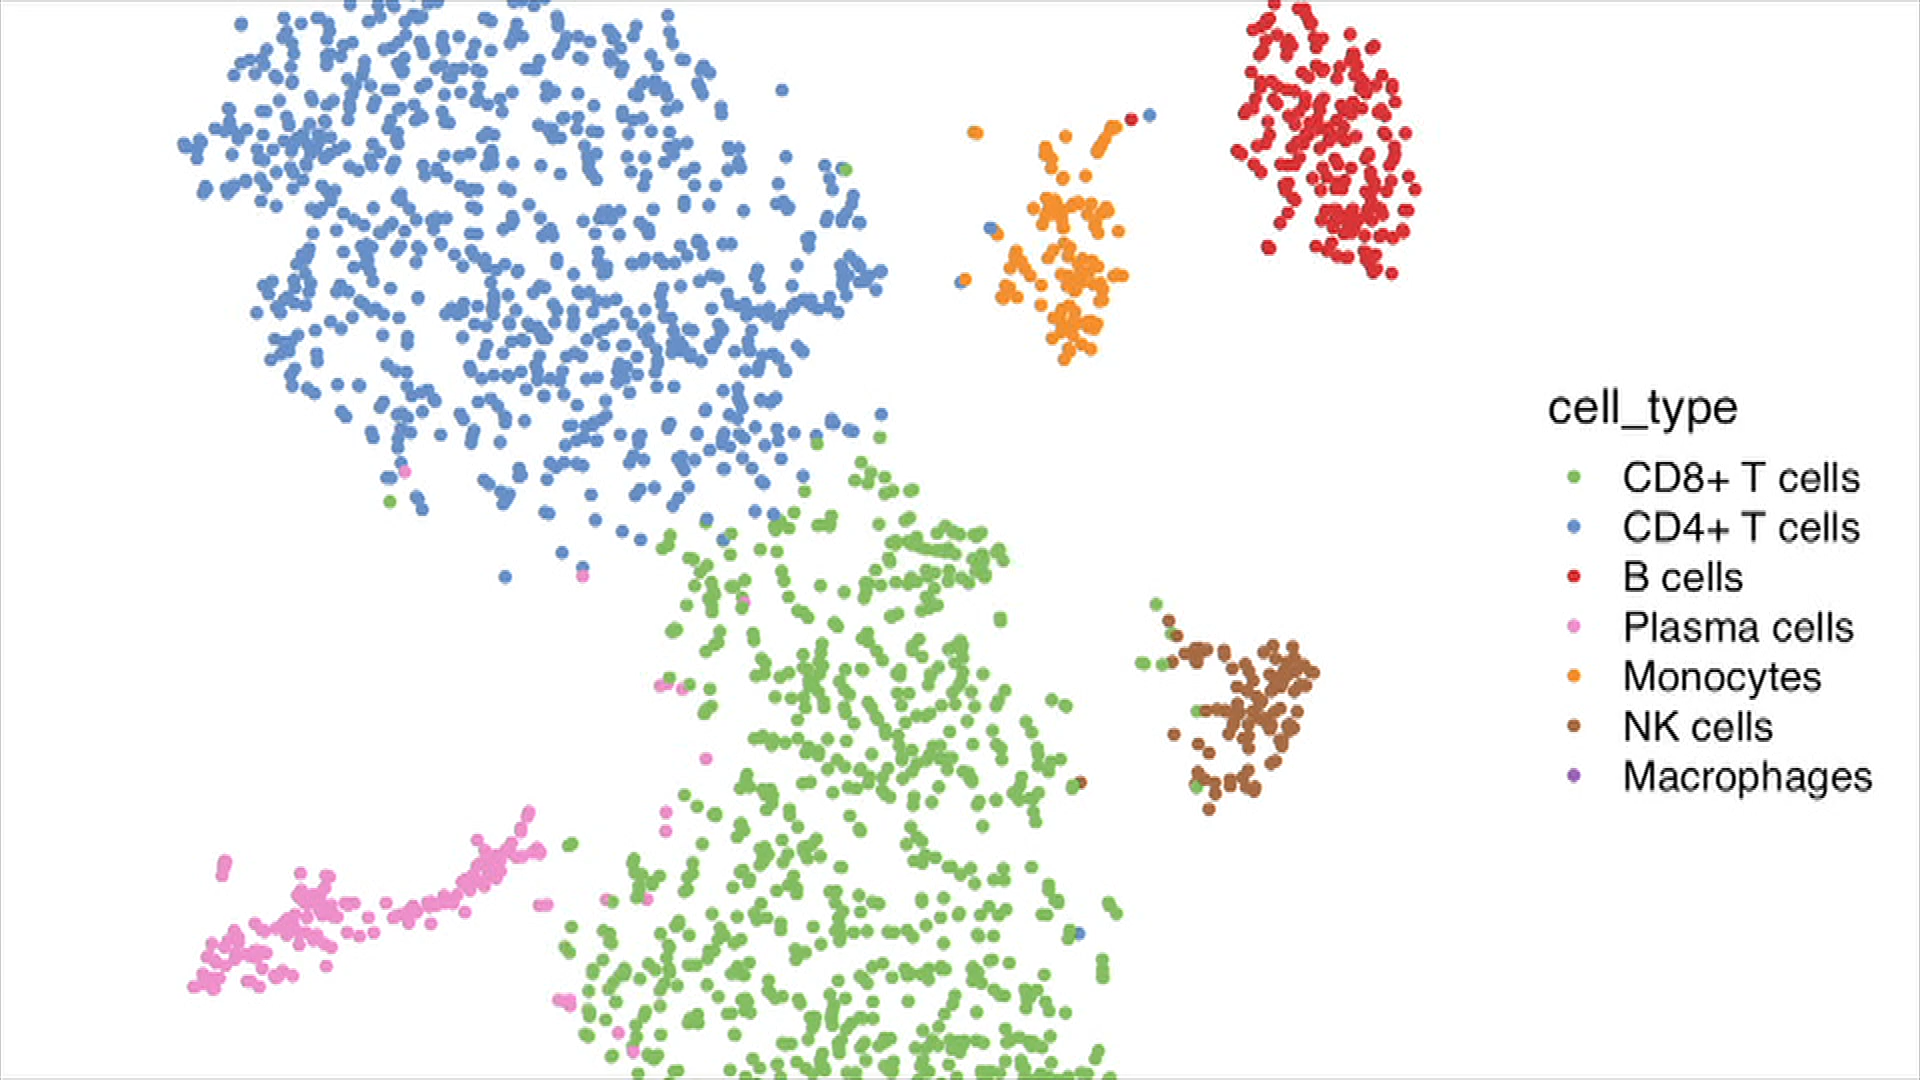 cell_type
CD8+ T cells
CD4+ T cells
B cells
Plasma cells
Monocytes
NK cells
Macrophages